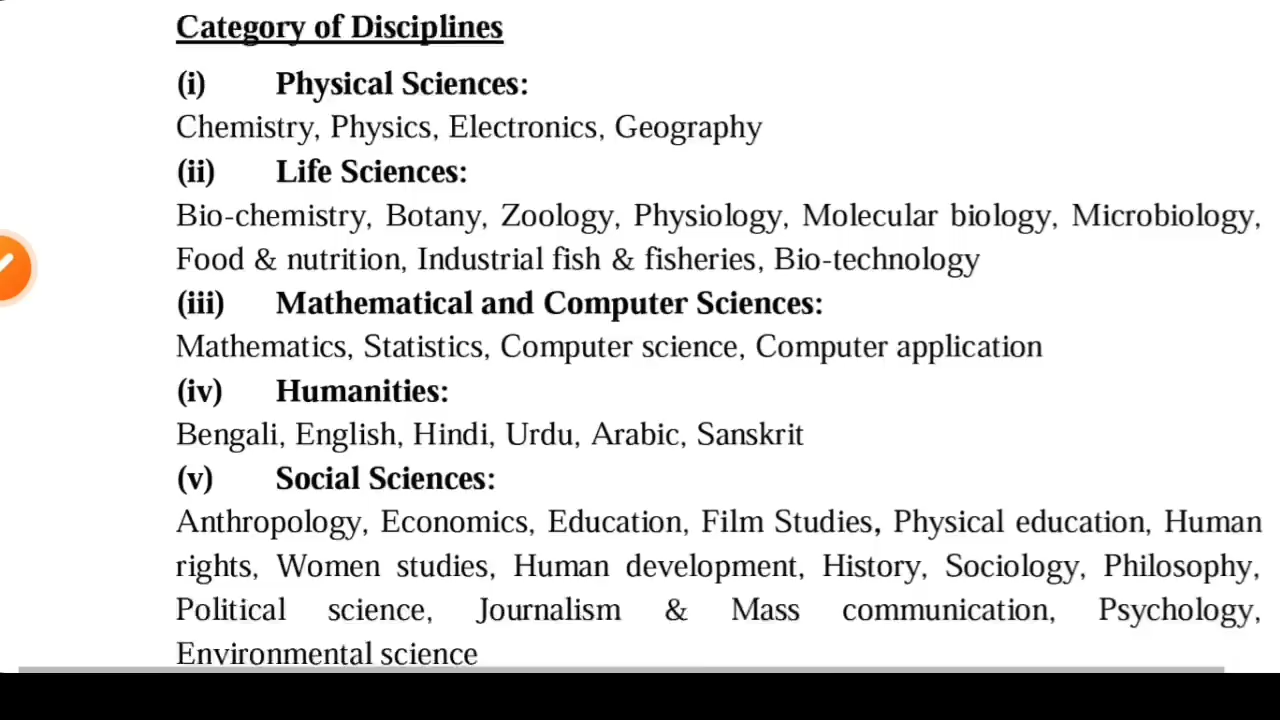 Category of Disciplines
(i) Physical Sciences:
Chemistry, Physics, Electronics, Geography
(ii) Life Sciences:
Bio-chemistry, Botany, Zoology, Physiology, Molecular biology, Microbiology,
Food & nutrition, Industrial fish & fisheries, Bio-technology
(iii) Mathematical and Computer Sciences:
Mathematics, Statistics, Computer science, Computer application
(iv) Humanities:
Bengali, English, Hindi, Urdu, Arabic, Sanskrit
(v) Social Sciences:
Anthropology, Economics, Education, Film Studies, Physical education, Human
rights, Women studies, Human development, History, Sociology, Philosophy,
Political science, Journalism & Mass communication, Psychology,
Environmental science